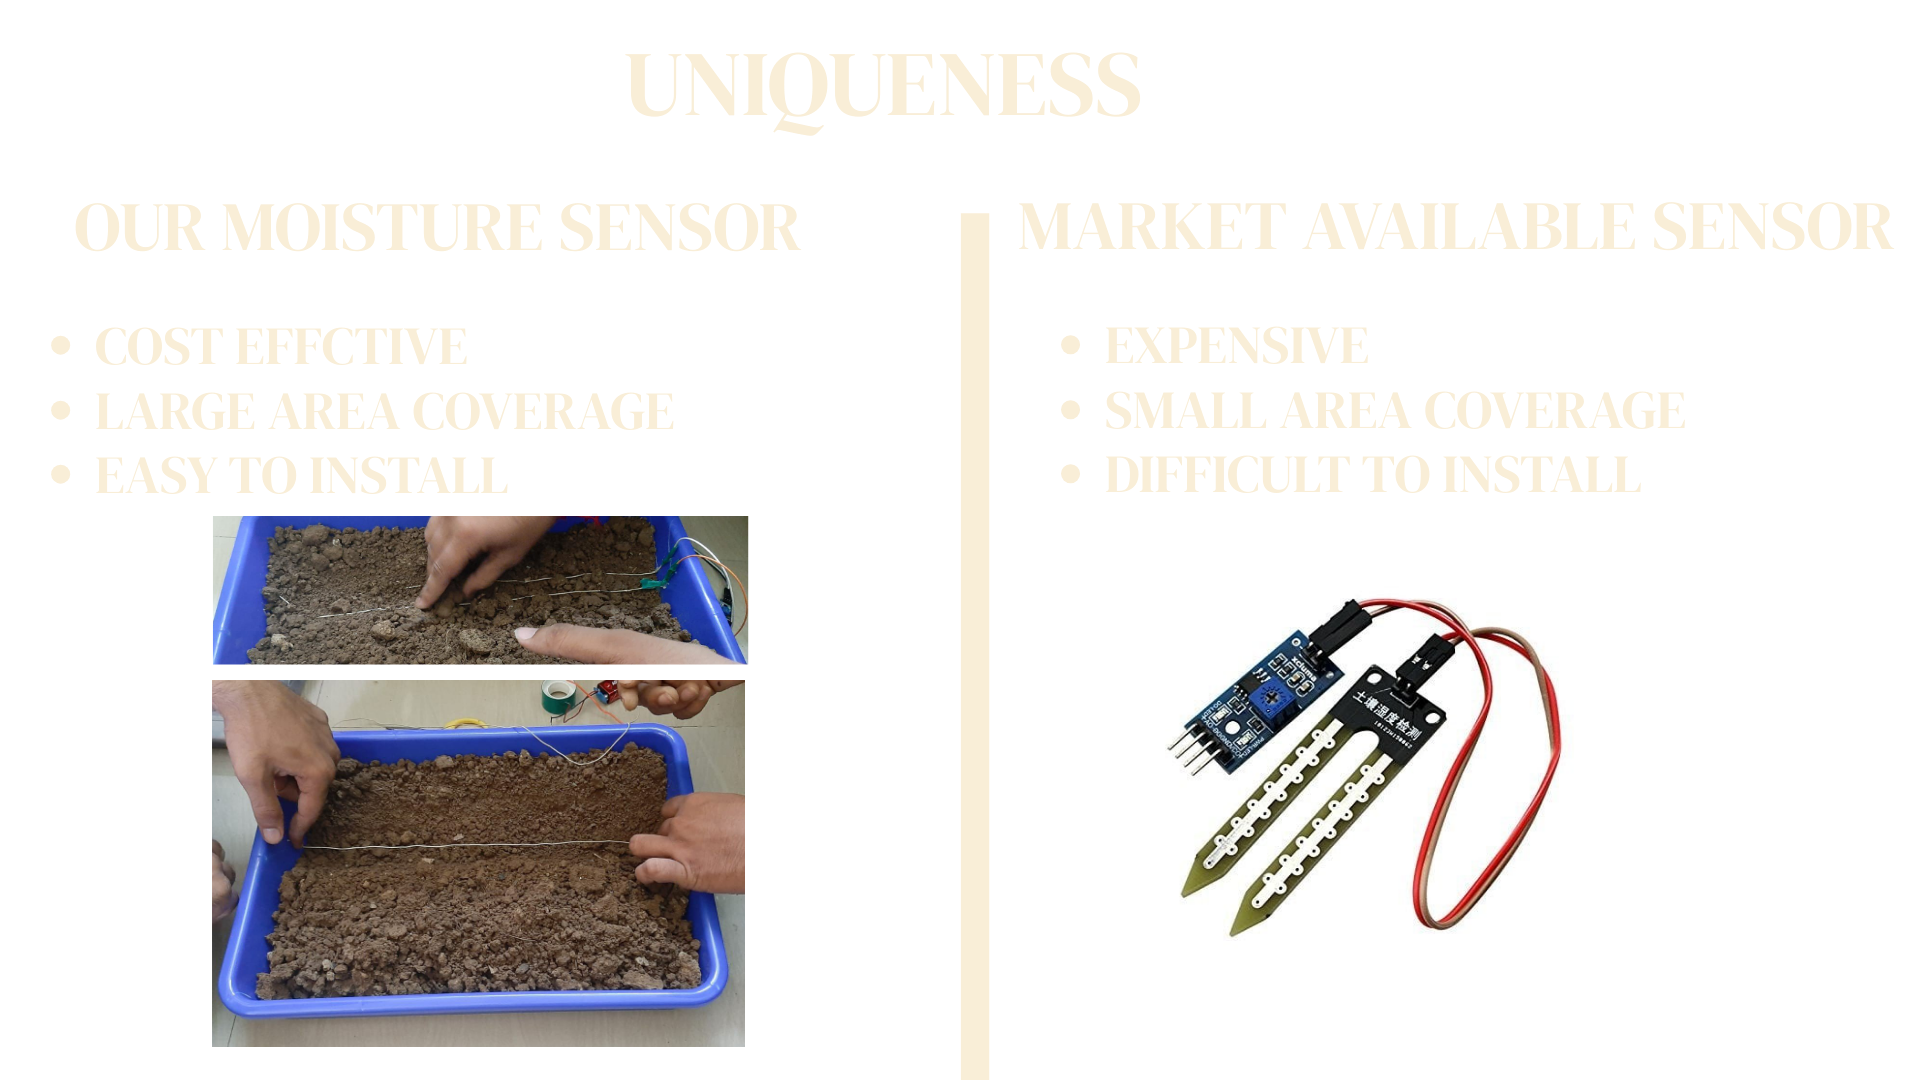 UNIQUENESS
OUR MOISTURE SENSOR
COST EFFCTIVE
LARGE AREA COVERAGE
EASY TO INSTALL
MARKET AVAILABLE SENSOR
EXPENSIVE
SMALL AREA COVERAGE
DIFFICULT TO INSTALL
xcluma
土壤湿度检测